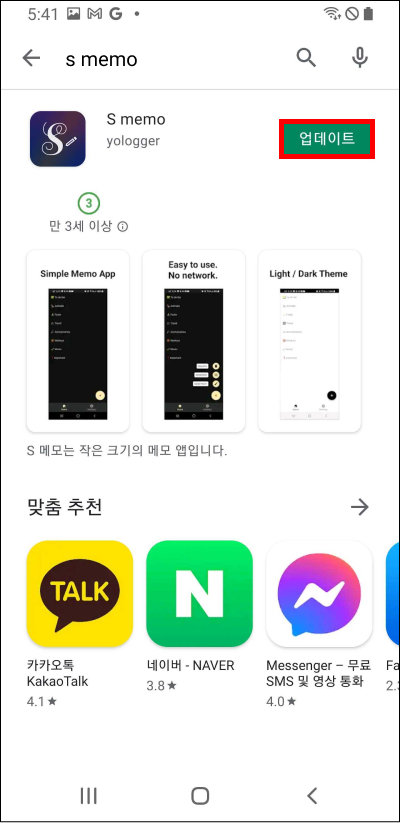 5:41
s memo
S memo
yologger
업데이트
3
만 3세 이상
Simple Memo App
Easy to use.
No network.
Light / Dark Theme
S 메모는 작은 크기의 메모 앱입니다.
맞춤 추천
TALK
N
카카오톡
KakaoTalk
4.1★
네이버 - NAVER
3.8★
Messenger – 무료
SMS 및 영상 통화
4.0★
Fa
2.